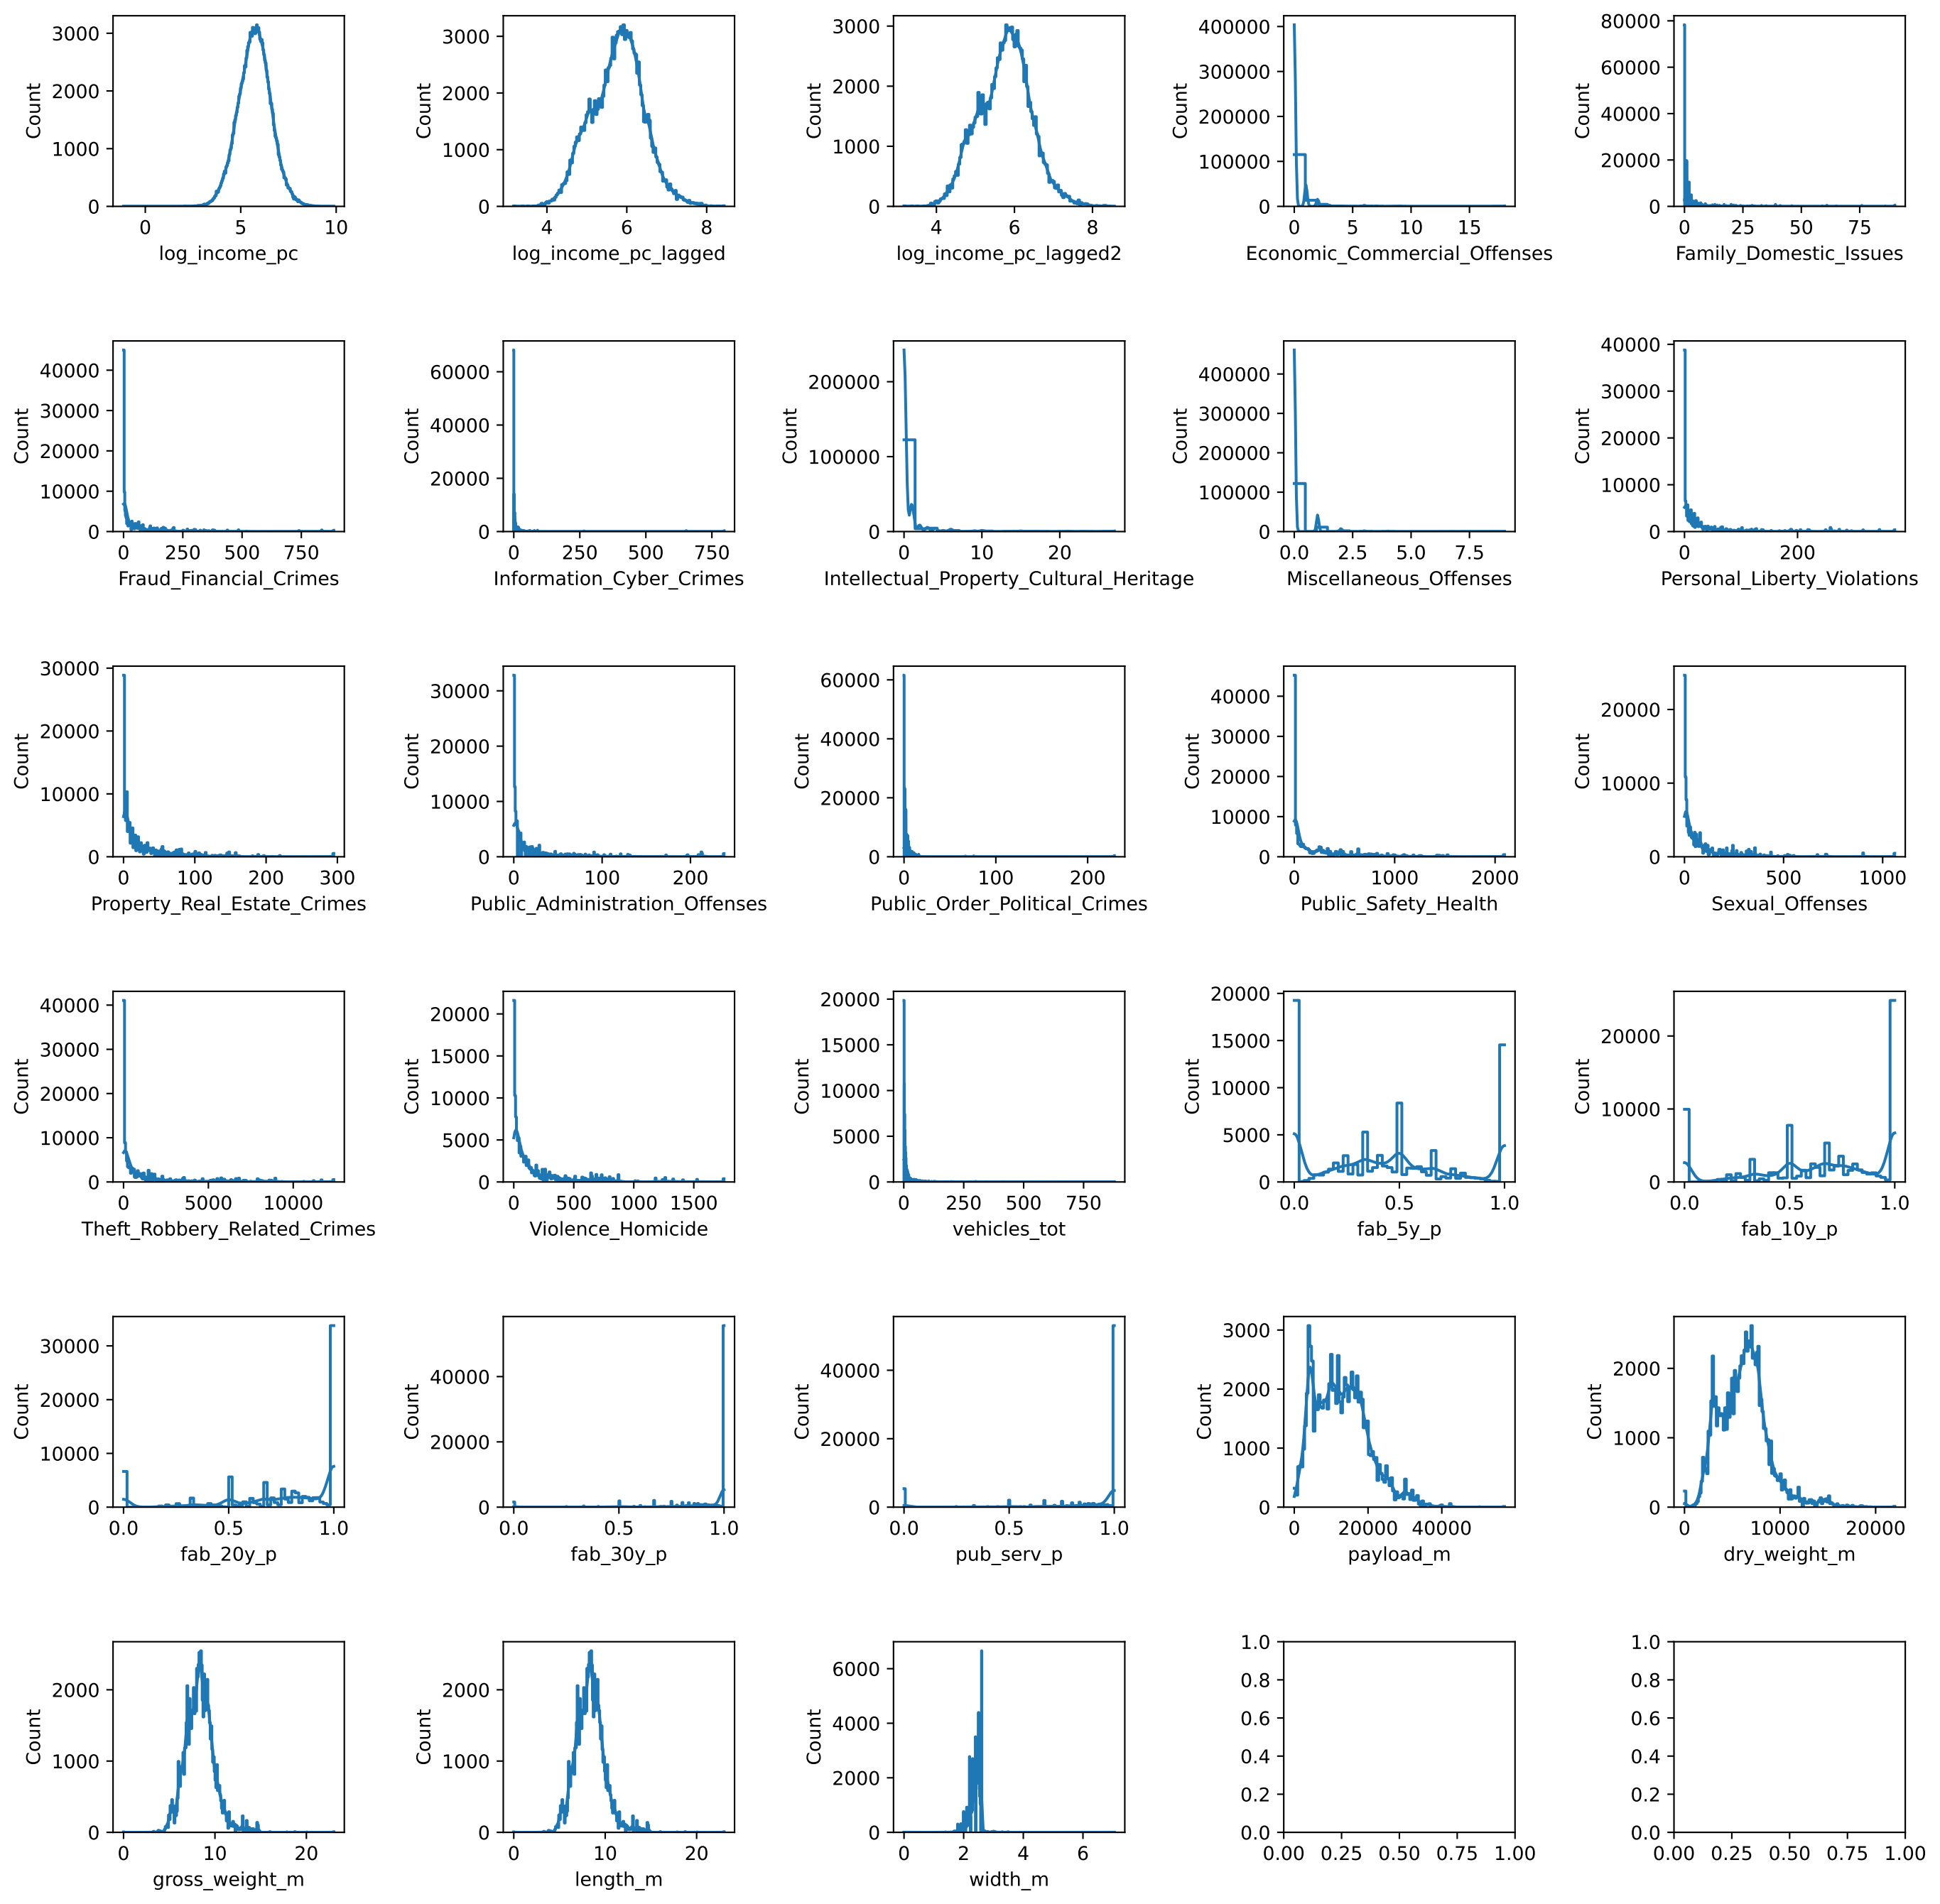 3000
2000
1000
0
Count
0 5 10
log_income_pc
3000
2000
1000
0
Count
4 6 8
log_income_pc_lagged
3000
2000
1000
0
Count
4 6 8
log_income_pc_lagged2
400000
300000
200000
100000
0
Count
0 5 10 15
Economic_Commercial_Offenses
80000
60000
40000
20000
0
Count
0 25 50 75
Family_Domestic_Issues
40000
30000
20000
10000
0
Count
0 250 500 750
Fraud_Financial_Crimes
60000
40000
20000
0
Count
0 250 500 750
Information_Cyber_Crimes
200000
100000
0
Count
0 10 20
Intellectual_Property_Cultural_Heritage
400000
300000
200000
100000
0
Count
0.0 2.5 5.0 7.5
Miscellaneous_Offenses
40000
30000
20000
10000
0
Count
0 200
Personal_Liberty_Violations
30000
20000
10000
0
Count
0 100 200 300
Property_Real_Estate_Crimes
30000
20000
10000
0
Count
0 100 200
Public_Administration_Offenses
60000
40000
20000
0
Count
0 100 200
Public_Order_Political_Crimes
40000
30000
20000
10000
0
Count
0 1000 2000
Public_Safety_Health
20000
10000
0
Count
0 500 1000
Sexual_Offenses
40000
30000
20000
10000
0
Count
0 5000 10000
Theft_Robbery_Related_Crimes
20000
15000
10000
5000
0
Count
0 500 1000 1500
Violence_Homicide
20000
15000
10000
5000
0
Count
0 250 500 750
vehicles_tot
20000
15000
10000
5000
0
Count
0.0 0.5 1.0
fab_5y_p
20000
10000
0
Count
0.0 0.5 1.0
fab_10y_p
30000
20000
10000
0
Count
0.0 0.5 1.0
fab_20y_p
40000
20000
0
Count
0.0 0.5 1.0
fab_30y_p
40000
20000
0
Count
0.0 0.5 1.0
pub_serv_p
3000
2000
1000
0
Count
0 20000 40000
payload_m
2000
1000
0
Count
0 10000 20000
dry_weight_m
2000
1000
0
Count
0 10 20
gross_weight_m
2000
1000
0
Count
0 10 20
length_m
6000
4000
2000
0
Count
0 2 4 6
width_m
1.0
0.8
0.6
0.4
0.2
0.0
0.00 0.25 0.50 0.75 1.00
1.0
0.8
0.6
0.4
0.2
0.0
0.00 0.25 0.50 0.75 1.00